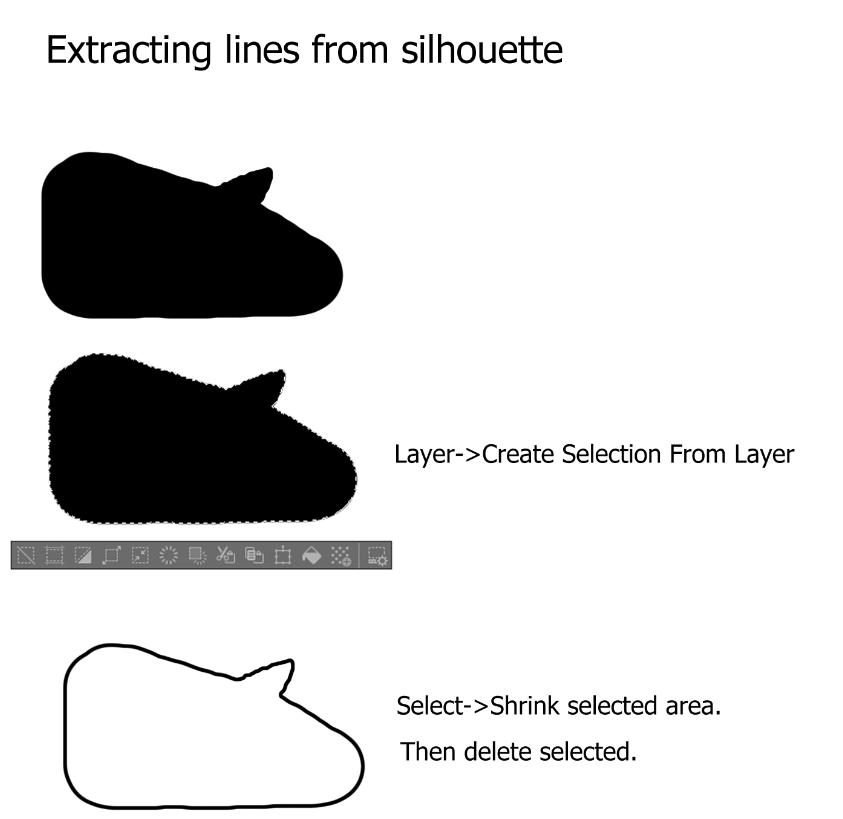 Extracting lines from silhouette
Layer->Create Selection From Layer
Select->Shrink selected area.
Then delete selected.